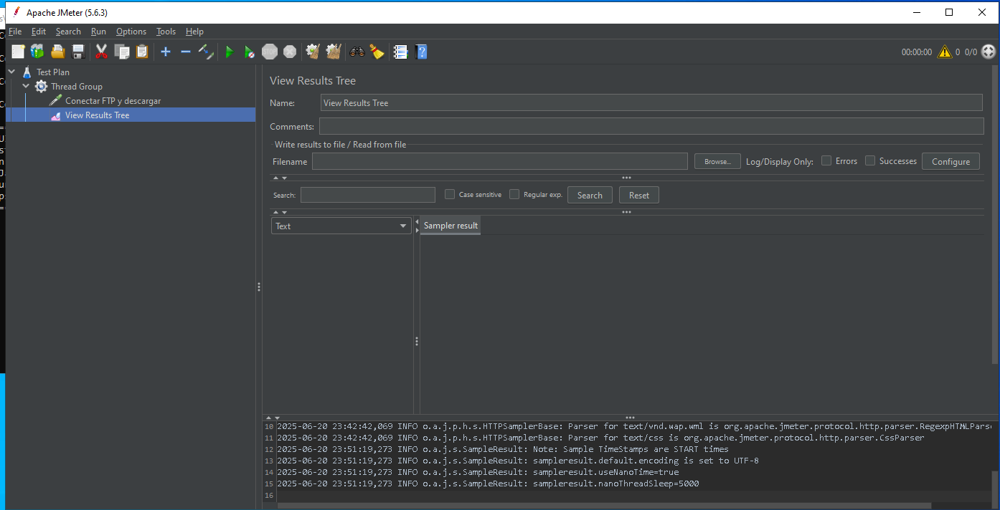 Apache JMeter (5.6.3)
File Edit Search Run Options Tools Help
STOP
00:00:00 0 0/0
Test Plan
Thread Group
Conectar FTP y descargar
View Results Tree
View Results Tree
Name: View Results Tree
Comments:
Write results to file / Read from file
Filename Browse... Log/Display Only: Errors Successes Configure
Search: Case sensitive Regular exp. Search Reset
Text Sampler result
10 2025-06-20 23:42:42,069 INFO o.a.j.p.h.s.HTTPSamplerBase: Parser for text/vnd.wap.wml is org.apache.jmeter.protocol.http.parser.RegexpHTMLParse
11 2025-06-20 23:42:42,069 INFO o.a.j.p.h.s.HTTPSamplerBase: Parser for text/css is org.apache.jmeter.protocol.http.parser.CssParser
12 2025-06-20 23:51:19,273 INFO o.a.j.s.SampleResult: Note: Sample TimeStamps are START times
13 2025-06-20 23:51:19,273 INFO o.a.j.s.SampleResult: sampleresult.default.encoding is set to UTF-8
14 2025-06-20 23:51:19,273 INFO o.a.j.s.SampleResult: sampleresult.useNanoTime=true
15 2025-06-20 23:51:19,273 INFO o.a.j.s.SampleResult: sampleresult.nanoThreadSleep=5000
16